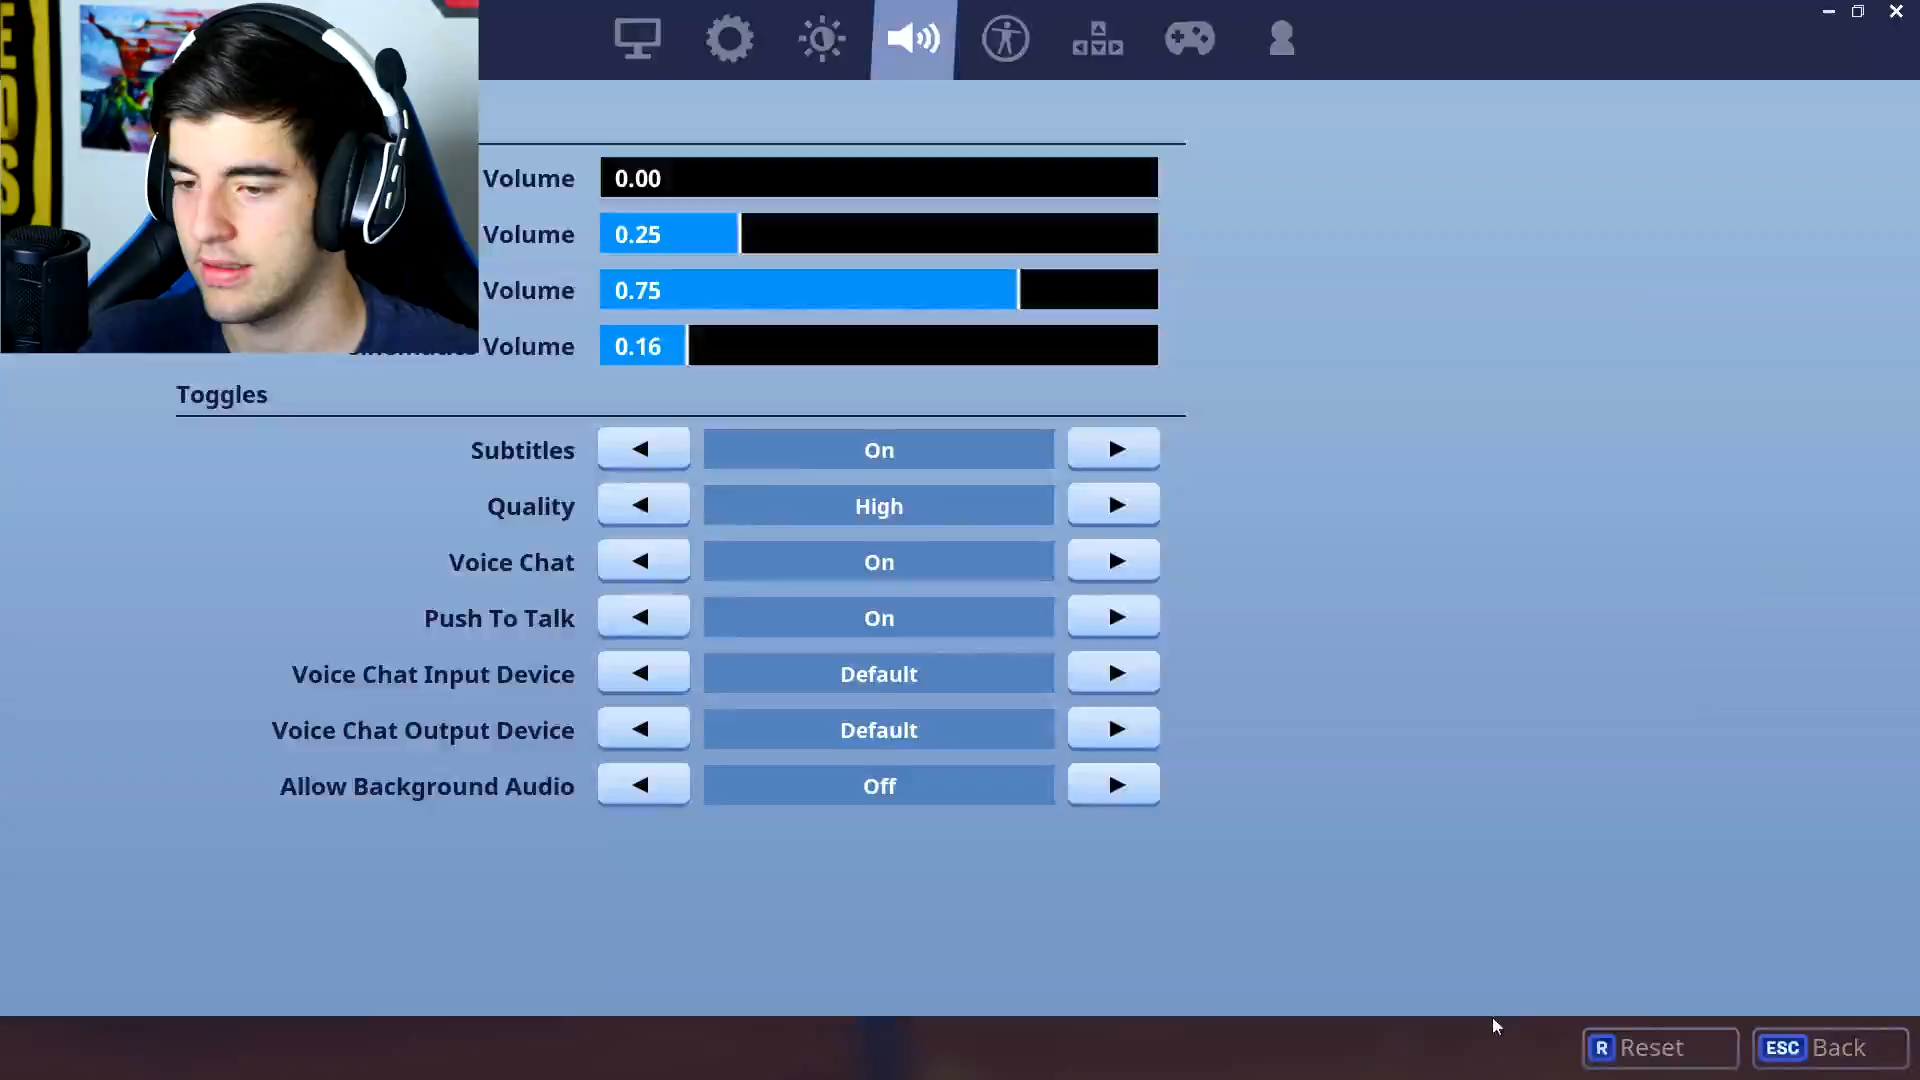 Volume 0.00
Volume 0.25
Volume 0.75
Volume 0.16
Toggles
Subtitles On
Quality High
Voice Chat On
Push To Talk On
Voice Chat Input Device Default
Voice Chat Output Device Default
Allow Background Audio Off
R Reset ESC Back